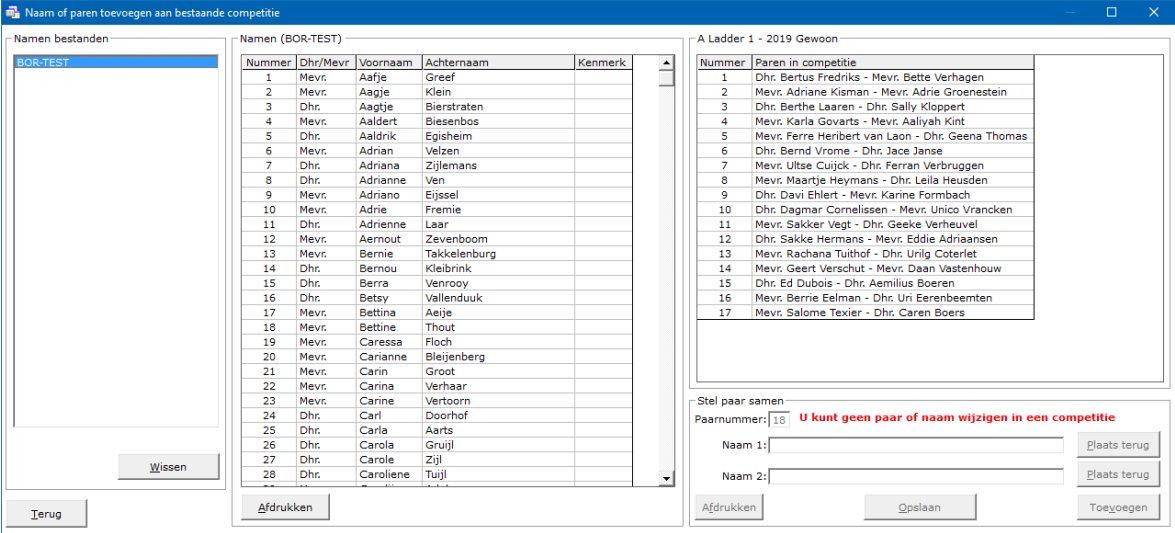 Naam of paren toevoegen aan bestaande competitie
Namen bestanden
BOR-TEST
Wissen
Terug
Namen (BOR-TEST)
Nummer Dhr/Mevr Voornaam Achternaam Kenmerk
1 Mevr. Aafje Greef
2 Mevr. Aagje Klein
3 Dhr. Aagtje Bierstraten
4 Mevr. Aaldert Biesenbos
5 Dhr. Aaldrik Egisheim
6 Mevr. Adrian Velzen
7 Dhr. Adriana Zijlemans
8 Dhr. Adrianne Ven
9 Mevr. Adriano Eijssel
10 Mevr. Adrie Fremie
11 Dhr. Adrienne Laar
12 Mevr. Aernout Zevenboom
13 Mevr. Bernie Takkelenburg
14 Dhr. Bernou Kleibrink
15 Dhr. Berra Venrooy
16 Dhr. Betsy Vallenduuk
17 Mevr. Bettina Aeije
18 Mevr. Bettine Thout
19 Mevr. Caressa Floch
20 Mevr. Carianne Bleijenberg
21 Mevr. Carin Groot
22 Mevr. Carina Verhaar
23 Mevr. Carine Vertoorn
24 Dhr. Carl Doorhof
25 Dhr. Carla Aarts
26 Dhr. Carola Gruijl
27 Dhr. Carole Zijl
28 Dhr. Caroliene Tuijl
Afdrukken
A Ladder 1 - 2019 Gewoon
Nummer Paren in competitie
1 Dhr. Bertus Fredriks - Mevr. Bette Verhagen
2 Mevr. Adriane Kisman - Mevr. Adrie Groenestein
3 Dhr. Berthe Laaren - Dhr. Sally Kloppert
4 Mevr. Karla Govarts - Mevr. Aaliyah Kint
5 Mevr. Ferre Heribert van Laon - Dhr. Geena Thomas
6 Dhr. Bernd Vrome - Dhr. Jace Janse
7 Mevr. Ultse Cuijck - Dhr. Ferran Verbruggen
8 Mevr. Maartje Heymans - Dhr. Leila Heusden
9 Dhr. Davi Ehlert - Mevr. Karine Formbach
10 Dhr. Dagmar Cornelissen - Mevr. Unico Vrancken
11 Mevr. Sakker Vegt - Dhr. Geeke Verheuvel
12 Dhr. Sakke Hermans - Mevr. Eddie Adriaansen
13 Mevr. Rachana Tuithof - Dhr. Urilg Coterlet
14 Mevr. Geert Verschut - Mevr. Daan Vastenhouw
15 Dhr. Ed Dubois - Dhr. Aemilius Boeren
16 Mevr. Berrie Eelman - Dhr. Uri Eerenbeemten
17 Mevr. Salome Texier - Dhr. Caren Boers
Stel paar samen
Paarnummer: 18 U kunt geen paar of naam wijzigen in een competitie
Naam 1: Plaats terug
Naam 2: Plaats terug
Afdrukken Opslaan Toevoegen